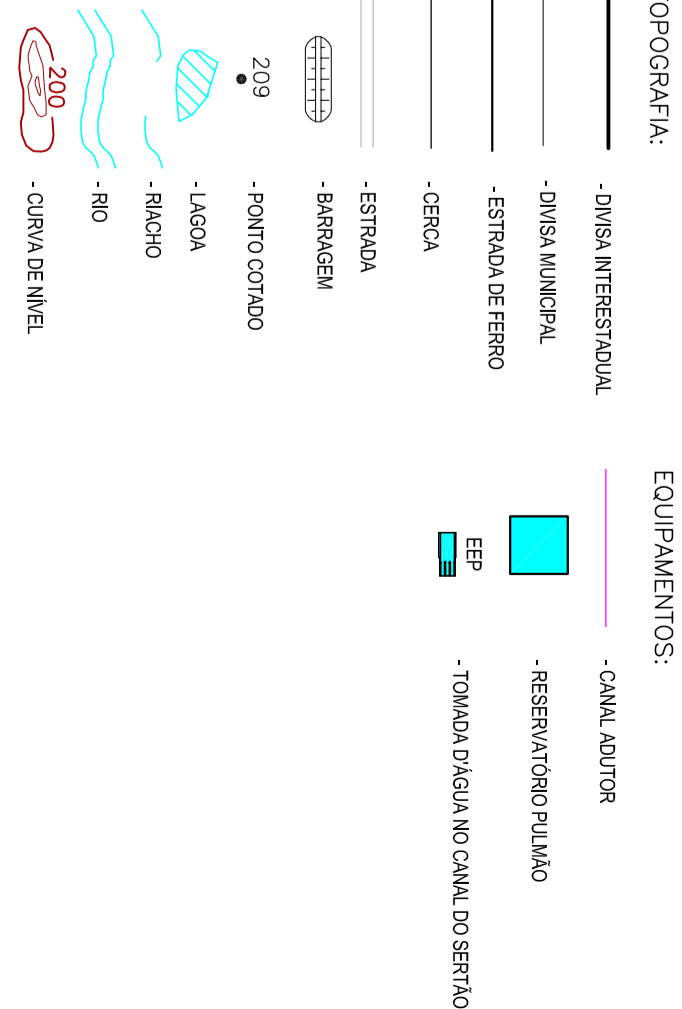 TOPOGRAFIA:
- DIVISA INTERESTADUAL
- DIVISA MUNICIPAL
- ESTRADA DE FERRO
- CERCA
- ESTRADA
- BARRAGEM
209
- PONTO COTADO
- LAGOA
- RIACHO
- RIO
200
- CURVA DE NÍVEL
EQUIPAMENTOS:
- CANAL ADUTOR
- RESERVATÓRIO PULMÃO
EEP
- TOMADA D'ÁGUA NO CANAL DO SERTÃO